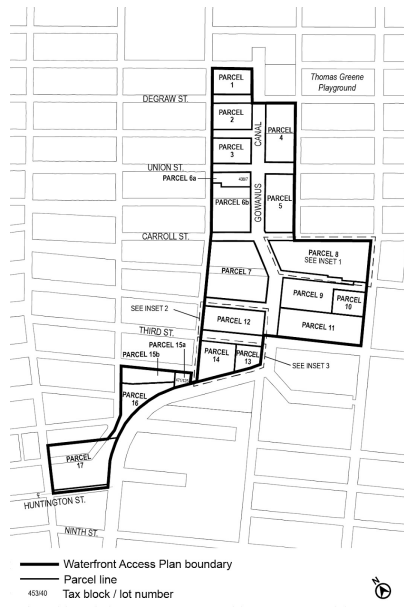 PARCEL
1
Thomas Greene
Playground
DEGRAW ST.
PARCEL
2
CANAL
PARCEL
4
PARCEL
3
UNION ST.
PARCEL 6a
PARCEL 6b
GOWANUS
PARCEL
5
CARROLL ST.
PARCEL 8
SEE INSET 1
PARCEL 7
PARCEL 9
PARCEL
10
SEE INSET 2
PARCEL 12
PARCEL 11
THIRD ST.
PARCEL 15a
PARCEL 15b
PARCEL
14
PARCEL
13
SEE INSET 3
PARCEL
16
PARCEL
17
HUNTINGTON ST.
NINTH ST.
Waterfront Access Plan boundary
Parcel line
453/40
Tax block / lot number
N